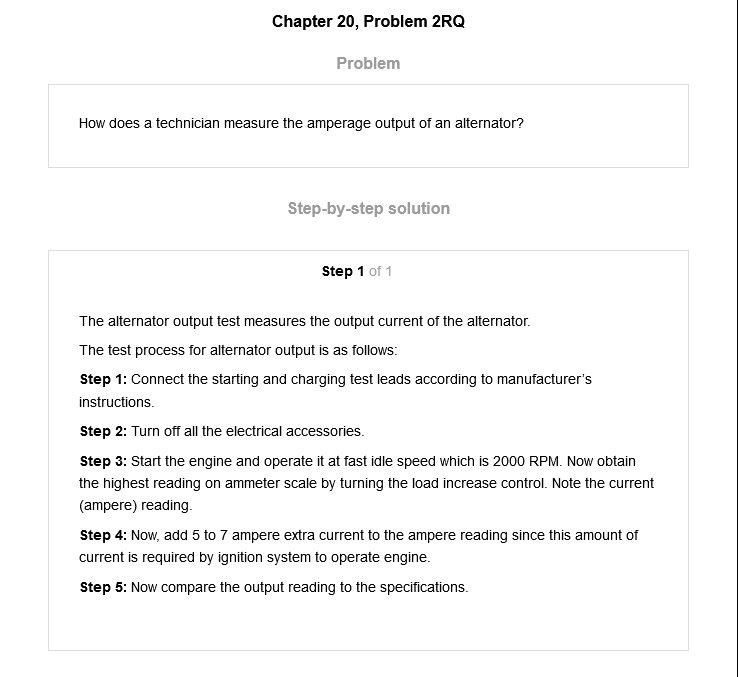 Chapter 20, Problem 2RQ
Problem
How does a technician measure the amperage output of an alternator?
Step-by-step solution
Step 1 of 1
The alternator output test measures the output current of the alternator.
The test process for alternator output is as follows:
Step 1: Connect the starting and charging test leads according to manufacturer's
instructions.
Step 2: Turn off all the electrical accessories.
Step 3: Start the engine and operate it at fast idle speed which is 2000 RPM. Now obtain
the highest reading on ammeter scale by turning the load increase control. Note the current
(ampere) reading.
Step 4: Now, add 5 to 7 ampere extra current to the ampere reading since this amount of
current is required by ignition system to operate engine.
Step 5: Now compare the output reading to the specifications.